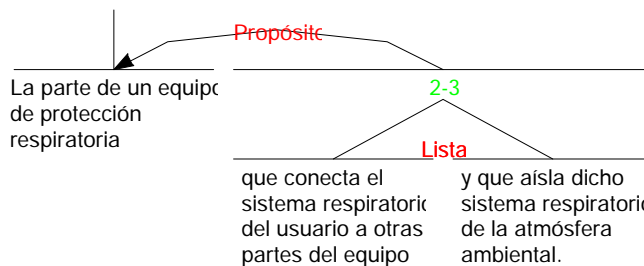 Propósito
La parte de un equipo
de protección
respiratoria
2-3
Lista
que conecta el
sistema respiratorio
del usuario a otras
partes del equipo
y que aísla dicho
sistema respiratorio
de la atmósfera
ambiental.